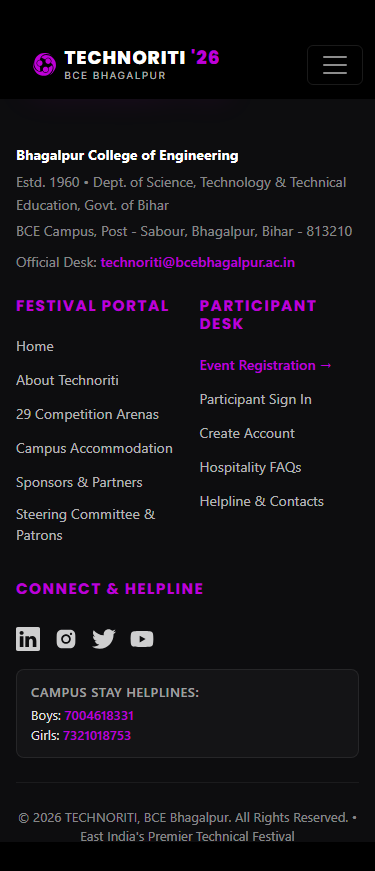 TECHNORITI '26
BCE BHAGALPUR
Bhagalpur College of Engineering
Estd. 1960 • Dept. of Science, Technology & Technical
Education, Govt. of Bihar
BCE Campus, Post - Sabour, Bhagalpur, Bihar - 813210
Official Desk: technoriti@bcebhagalpur.ac.in
FESTIVAL PORTAL
Home
About Technoriti
29 Competition Arenas
Campus Accommodation
Sponsors & Partners
Steering Committee &
Patrons
PARTICIPANT
DESK
Event Registration →
Participant Sign In
Create Account
Hospitality FAQs
Helpline & Contacts
CONNECT & HELPLINE
in
CAMPUS STAY HELPLINES:
Boys: 7004618331
Girls: 7321018753
© 2026 TECHNORITI, BCE Bhagalpur. All Rights Reserved. •
East India's Premier Technical Festival